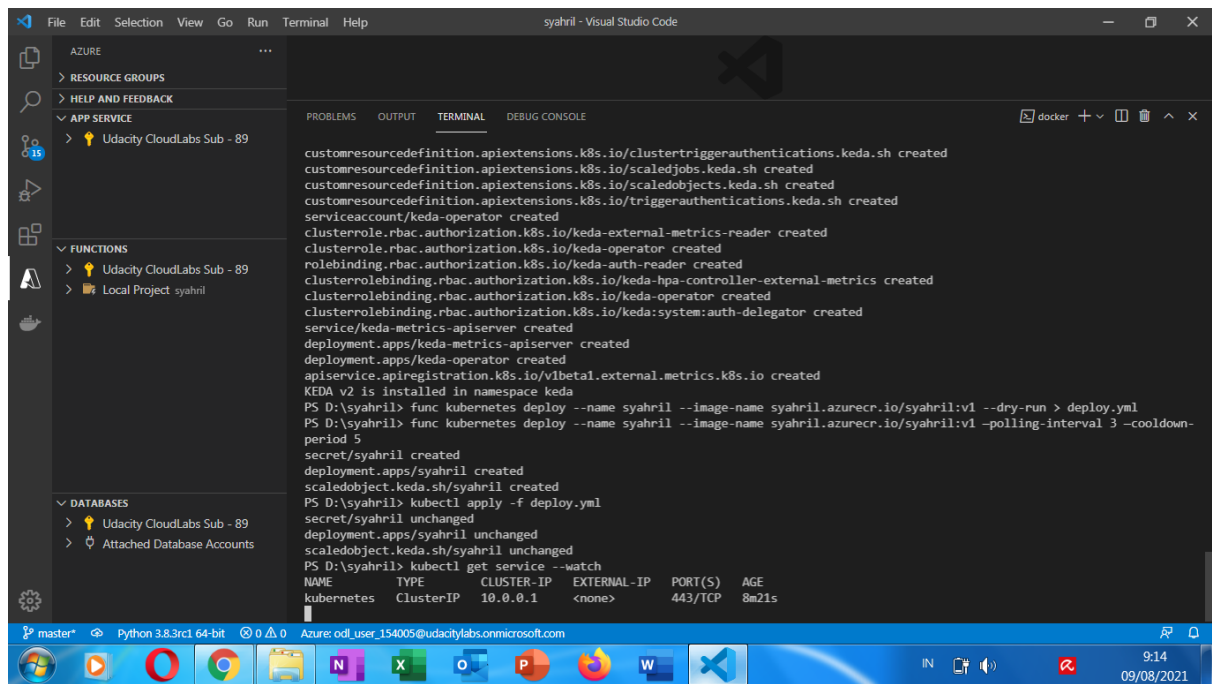 File Edit Selection View Go Run Terminal Help
syahril - Visual Studio Code
AZURE
RESOURCE GROUPS
HELP AND FEEDBACK
APP SERVICE
Udacity CloudLabs Sub - 89
15
FUNCTIONS
Udacity CloudLabs Sub - 89
Local Project syahril
DATABASES
Udacity CloudLabs Sub - 89
Attached Database Accounts
PROBLEMS OUTPUT TERMINAL DEBUG CONSOLE
docker
customresourcedefinition.apiextensions.k8s.io/clustertriggerauthentications.keda.sh created
customresourcedefinition.apiextensions.k8s.io/scaledjobs.keda.sh created
customresourcedefinition.apiextensions.k8s.io/scaledobjects.keda.sh created
customresourcedefinition.apiextensions.k8s.io/triggerauthentications.keda.sh created
serviceaccount/keda-operator created
clusterrole.rbac.authorization.k8s.io/keda-external-metrics-reader created
clusterrole.rbac.authorization.k8s.io/keda-operator created
rolebinding.rbac.authorization.k8s.io/keda-auth-reader created
clusterrolebinding.rbac.authorization.k8s.io/keda-hpa-controller-external-metrics created
clusterrolebinding.rbac.authorization.k8s.io/keda-operator created
clusterrolebinding.rbac.authorization.k8s.io/keda:system:auth-delegator created
service/keda-metrics-apiserver created
deployment.apps/keda-metrics-apiserver created
deployment.apps/keda-operator created
apiservice.apiregistration.k8s.io/v1beta1.external.metrics.k8s.io created
KEDA v2 is installed in namespace keda
PS D:\syahril> func kubernetes deploy --name syahril --image-name syahril.azurecr.io/syahril:v1 --dry-run > deploy.yml
PS D:\syahril> func kubernetes deploy --name syahril --image-name syahril.azurecr.io/syahril:v1 —polling-interval 3 —cooldown-
period 5
secret/syahril created
deployment.apps/syahril created
scaledobject.keda.sh/syahril created
PS D:\syahril> kubectl apply -f deploy.yml
secret/syahril unchanged
deployment.apps/syahril unchanged
scaledobject.keda.sh/syahril unchanged
PS D:\syahril> kubectl get service --watch
NAME TYPE CLUSTER-IP EXTERNAL-IP PORT(S) AGE
kubernetes ClusterIP 10.0.0.1 <none> 443/TCP 8m21s
master* Python 3.8.3rc1 64-bit 0 0 Azure: odl_user_154005@udacitylabs.onmicrosoft.com
N X O P W
IN
9:14
09/08/2021